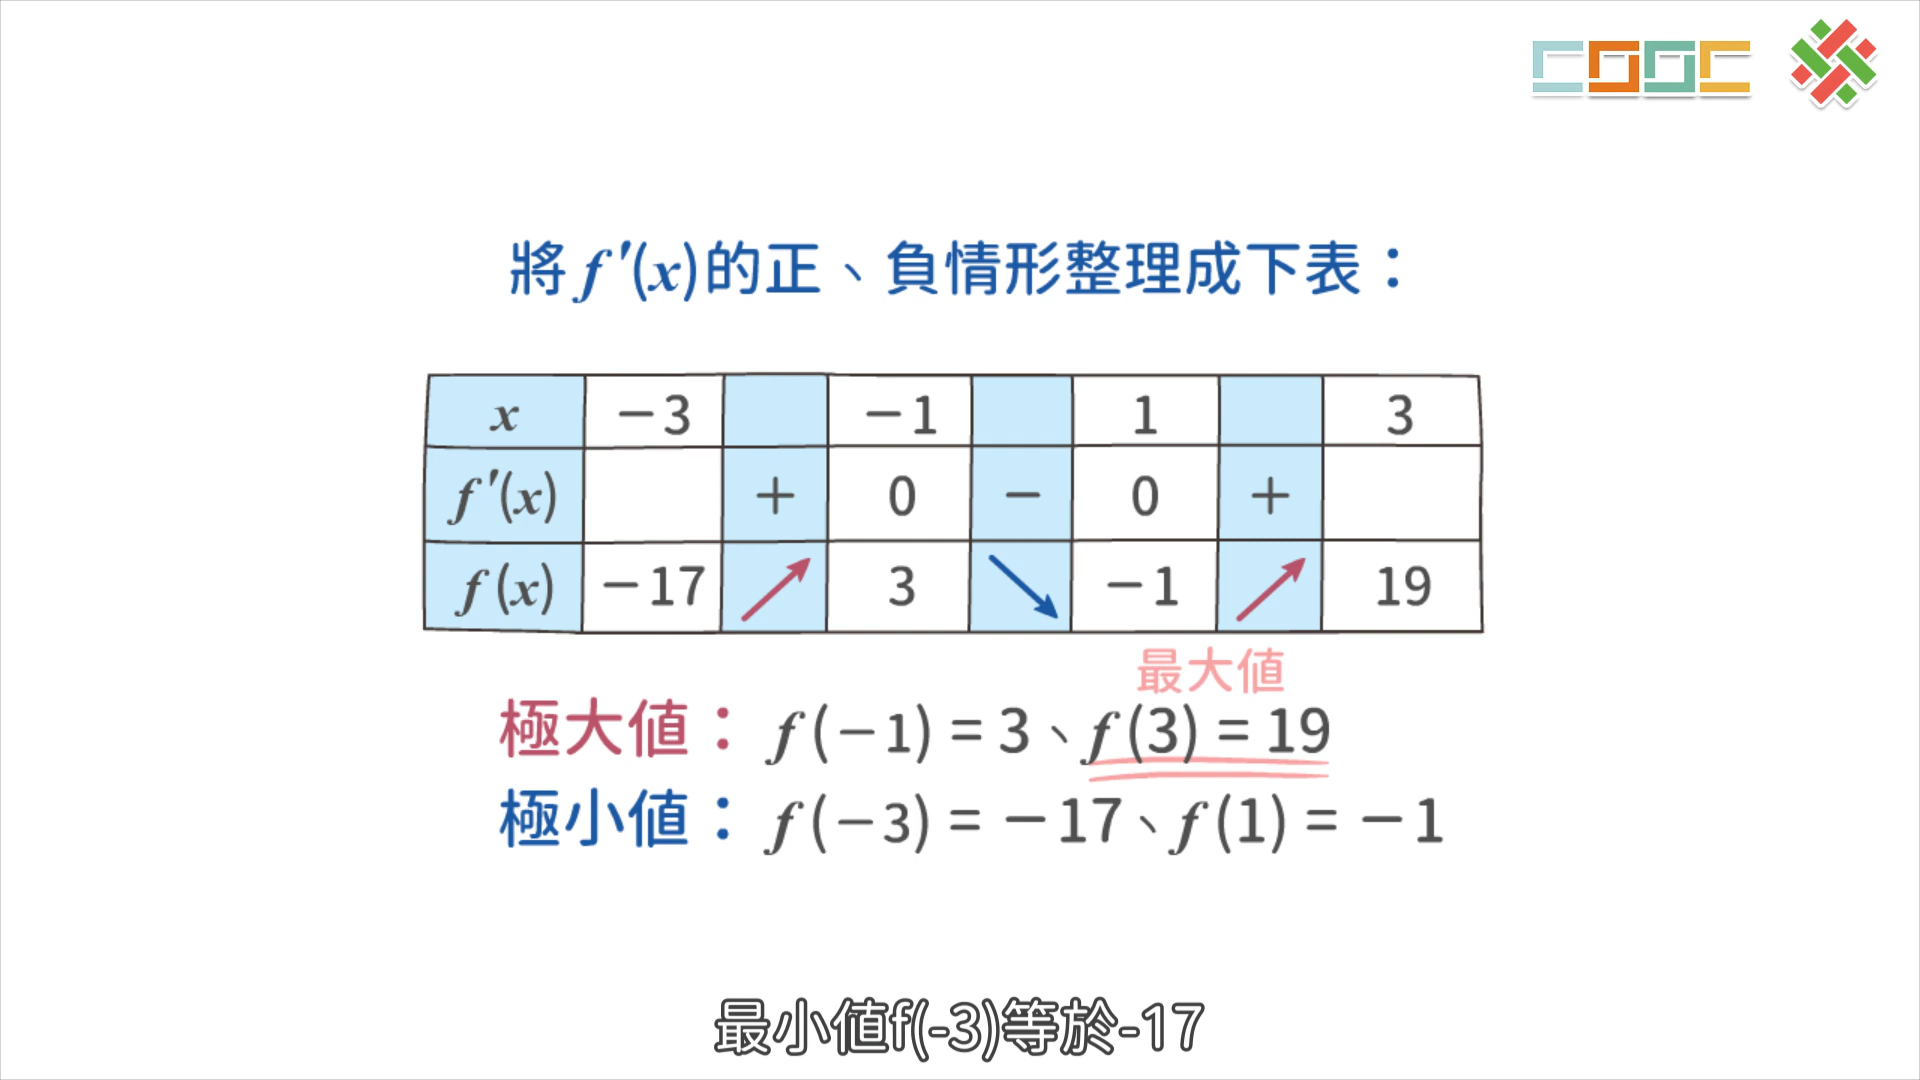 COOC
將 f′(x)的正、負情形整理成下表：
x −3 −1 1 3
f′(x) + 0 − 0 +
f(x) −17 ↗ 3 ↘ −1 ↗ 19
最大值
極大值：f(−1) = 3、f(3) = 19
極小值：f(−3) = −17、f(1) = −1
最小值f(-3)等於-17